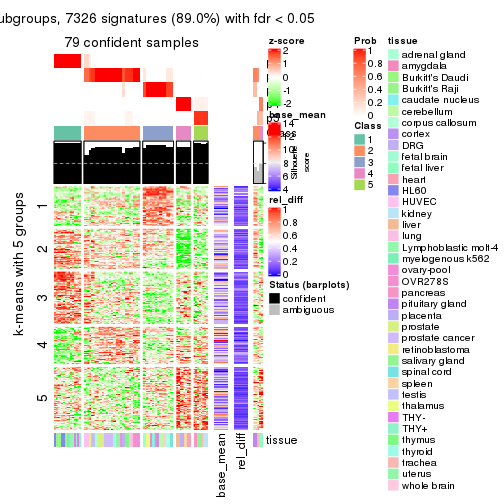 ubgroups, 7326 signatures (89.0%) with fdr < 0.05
79 confident samples
k-means with 5 groups
1
2
3
4
5
Silhouette
score
base_mean
rel_diff
tissue
z-score
2
1
0
-1
-2
base_mean
14
12
10
8
6
4
rel_diff
1
0.8
0.6
0.4
0.2
0
Status (barplots)
confident
ambiguous
Prob
1
0.8
0.6
0.4
0.2
0
Class
1
2
3
4
5
tissue
adrenal gland
amygdala
Burkitt's Daudi
Burkitt's Raji
caudate nucleus
cerebellum
corpus callosum
cortex
DRG
fetal brain
fetal liver
heart
HL60
HUVEC
kidney
liver
lung
Lymphoblastic molt-4
myelogenous k562
ovary-pool
OVR278S
pancreas
pituitary gland
placenta
prostate
prostate cancer
retinoblastoma
salivary gland
spinal cord
spleen
testis
thalamus
THY-
THY+
thymus
thyroid
trachea
uterus
whole brain